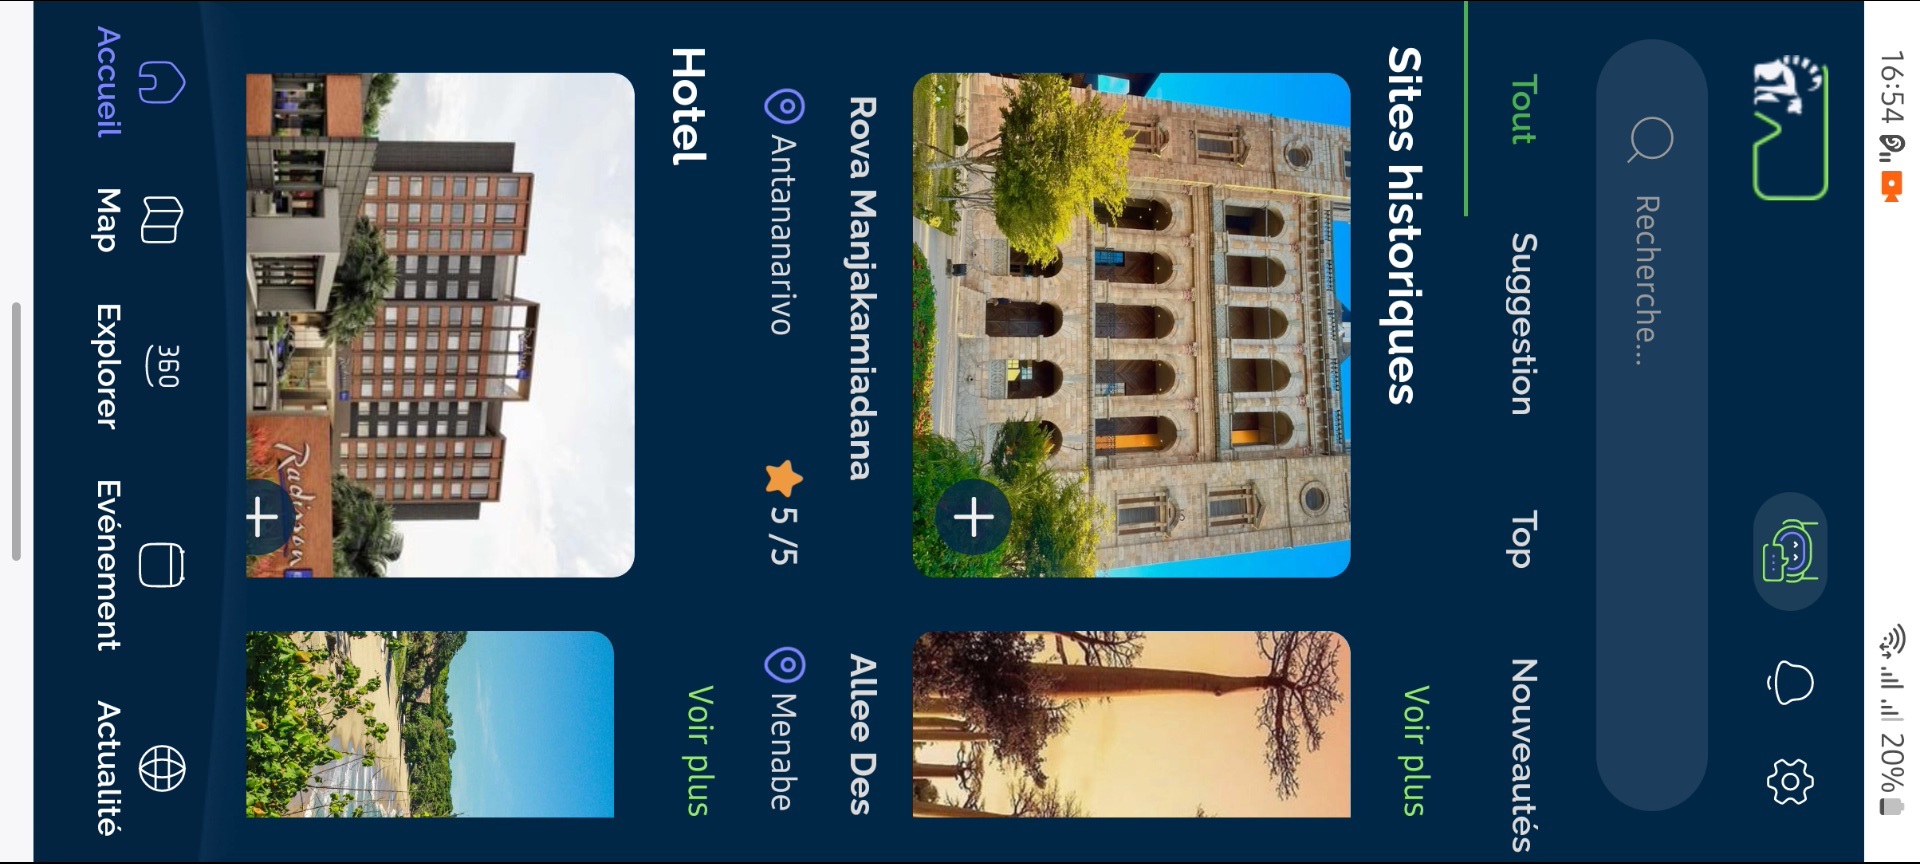 16:54
20%
Recherche...
Tout
Suggestion
Top
Nouveautés
Sites historiques
Voir plus
Rova Manjakamiadana
Allee Des
Antananarivo
5 /5
Menabe
Hotel
Voir plus
Radisson
360
Accueil
Map
Explorer
Evénement
Actualité